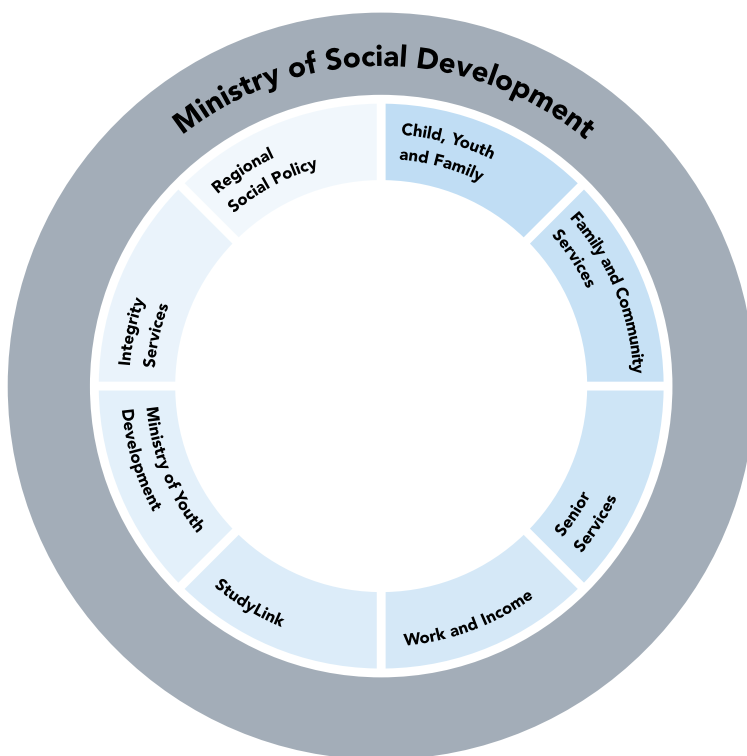 Ministry of Social Development
Child, Youth
and Family
Family and Community
Services
Senior
Services
Work and Income
StudyLink
Ministry of Youth
Development
Integrity
Services
Regional
Social Policy